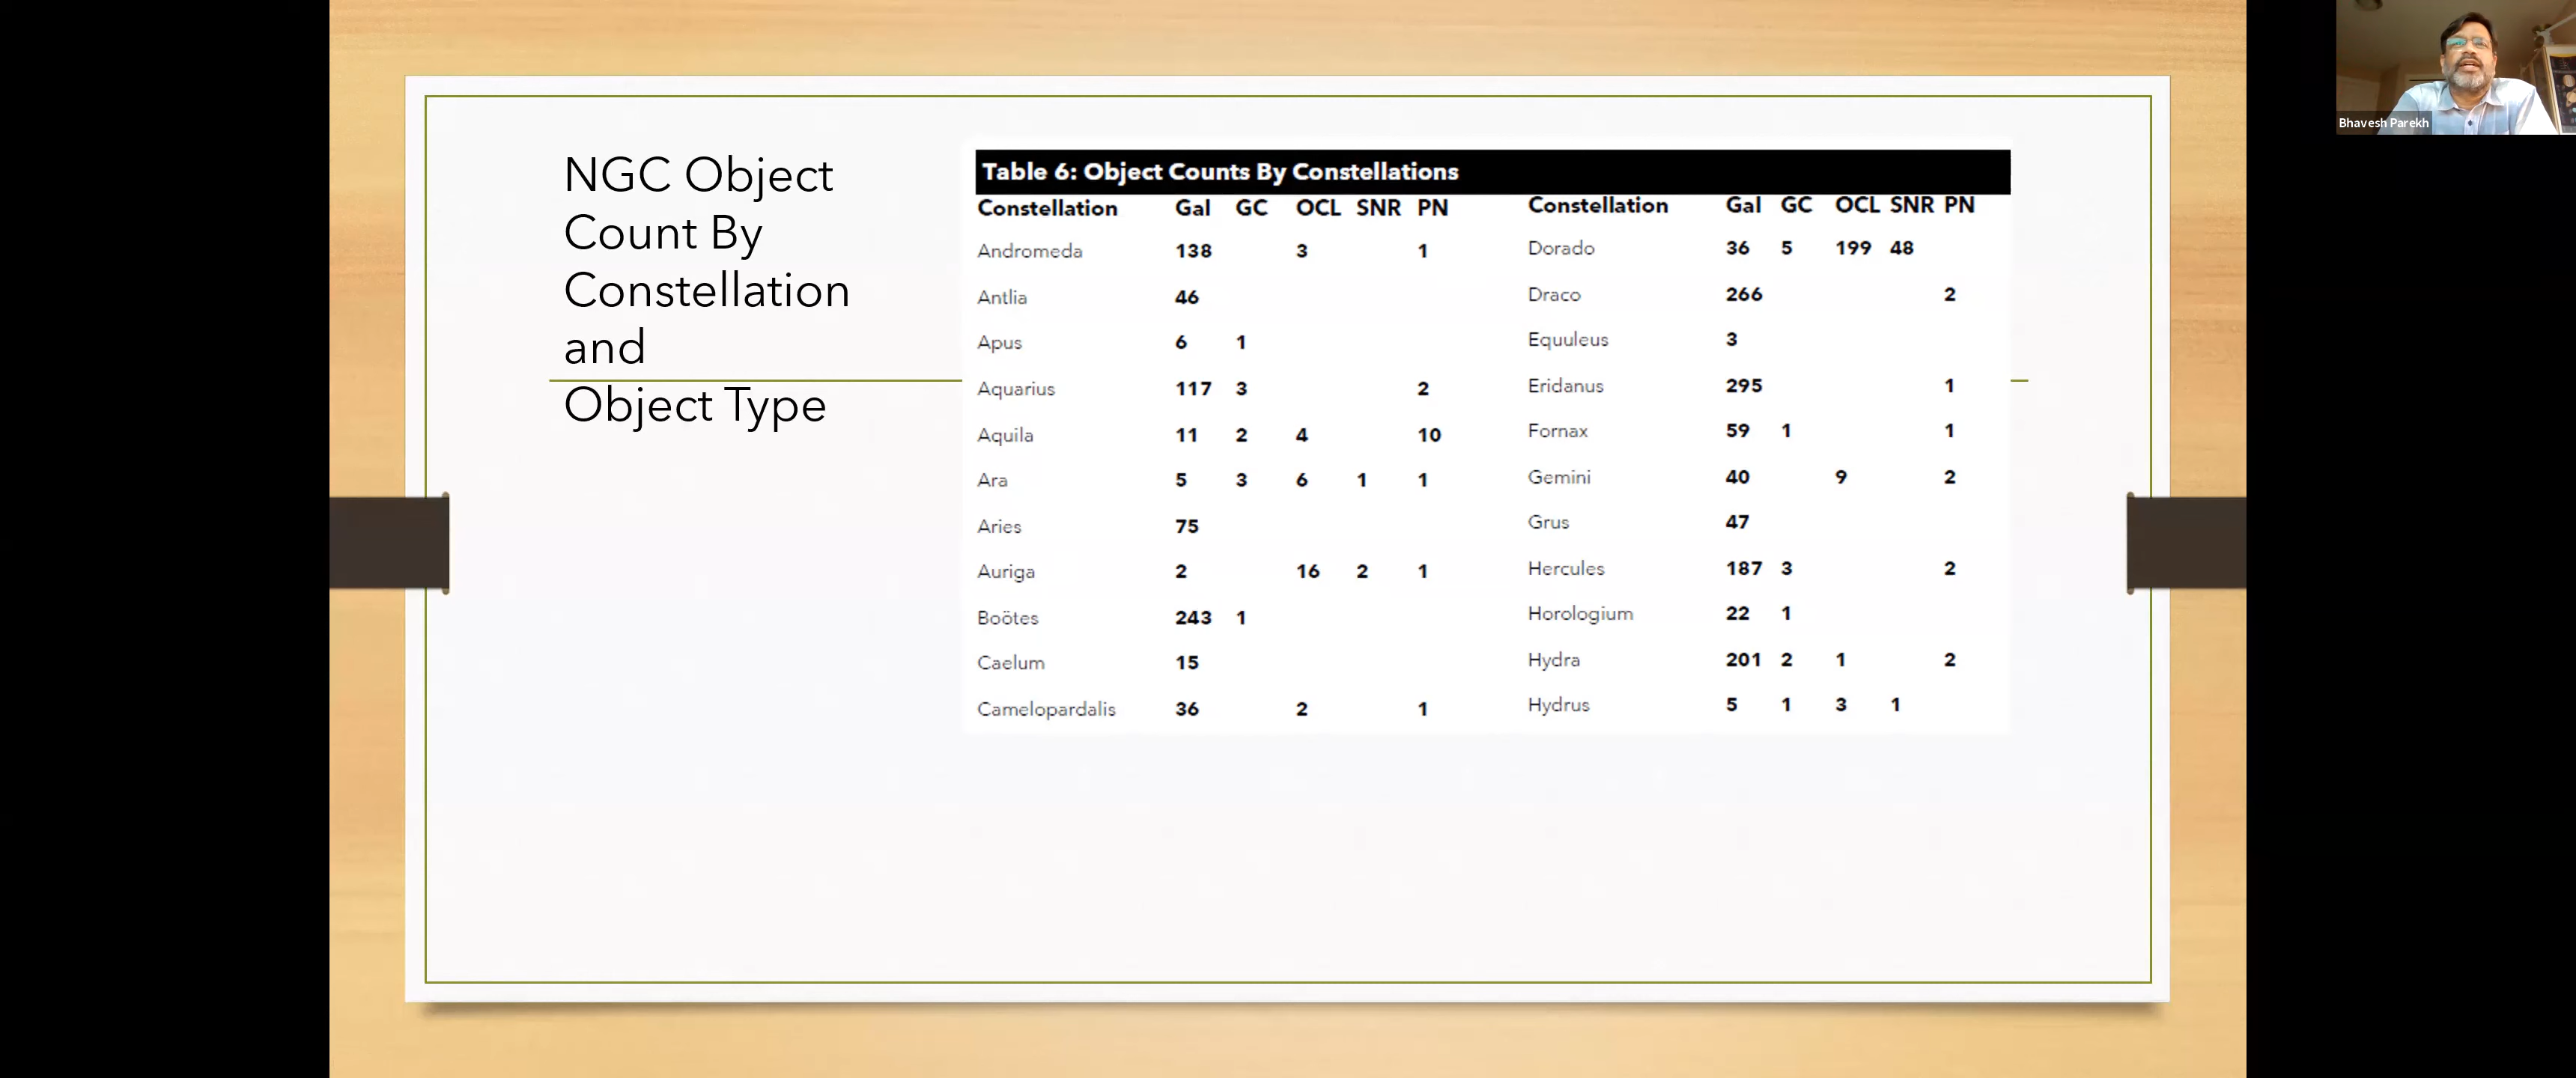 NGC Object
Count By
Constellation
and
Object Type
Table 6: Object Counts By Constellations
Constellation Gal GC OCL SNR PN Constellation Gal GC OCL SNR PN
Andromeda 138 3 1 Dorado 36 5 199 48
Antlia 46 Draco 266 2
Apus 6 1 Equuleus 3
Aquarius 117 3 2 Eridanus 295 1
Aquila 11 2 4 10 Fornax 59 1 1
Ara 5 3 6 1 1 Gemini 40 9 2
Aries 75 Grus 47
Auriga 2 16 2 1 Hercules 187 3 2
Boötes 243 1 Horologium 22 1
Caelum 15 Hydra 201 2 1 2
Camelopardalis 36 2 1 Hydrus 5 1 3 1
Bhavesh Parekh